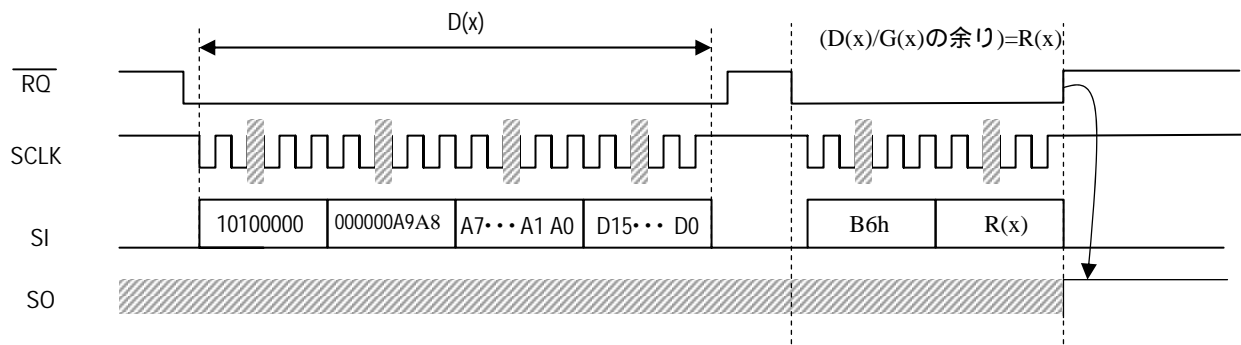 D(x)
(D(x)/G(x)の余り)=R(x)
RQ
SCLK
SI
10100000
000000A9A8
A7・・・A1 A0
D15・・・ D0
B6h
R(x)
SO